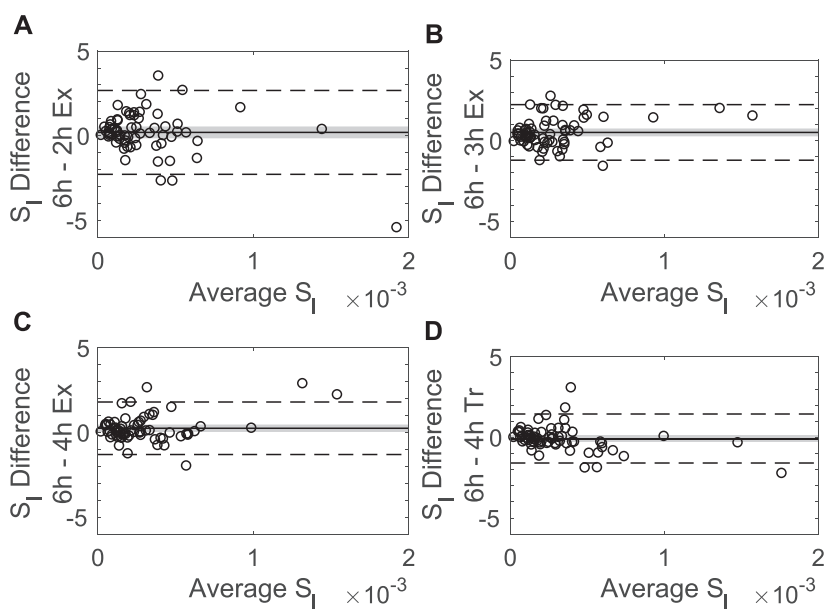 A
S_I Difference
6h - 2h Ex
5
0
-5
0 1 2
Average S_I ×10^-3
B
S_I Difference
6h - 3h Ex
5
0
-5
0 1 2
Average S_I ×10^-3
C
S_I Difference
6h - 4h Ex
5
0
-5
0 1 2
Average S_I ×10^-3
D
S_I Difference
6h - 4h Tr
5
0
-5
0 1 2
Average S_I ×10^-3